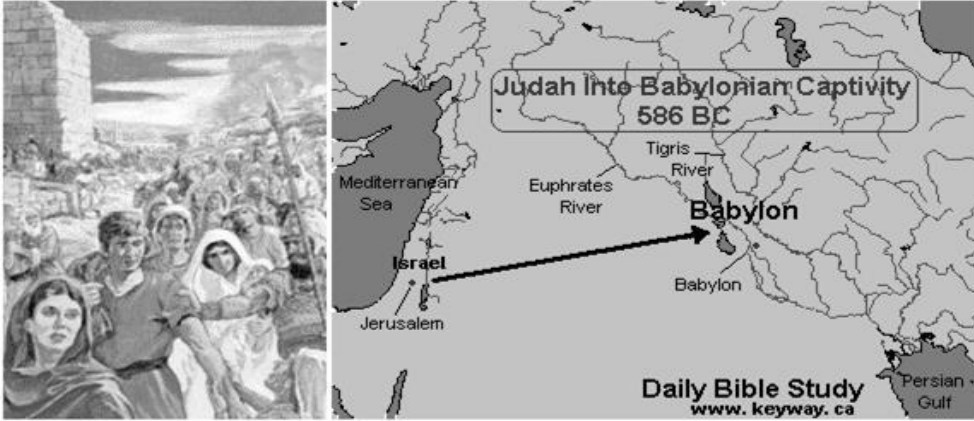 Judah Into Babylonian Captivity
586 BC
Tigris
River
Mediterranean
Sea
Euphrates
River
Babylon
Israel
Babylon
Jerusalem
Daily Bible Study
www.keyway.ca
Persian
Gulf